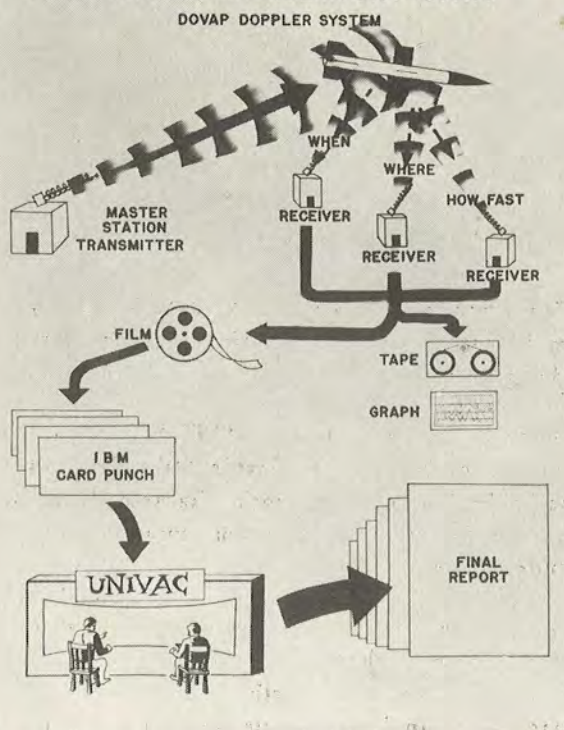 DOVAP DOPPLER SYSTEM
WHEN
WHERE
HOW FAST
MASTER
STATION
TRANSMITTER
RECEIVER
RECEIVER
RECEIVER
FILM
TAPE
GRAPH
IBM
CARD PUNCH
UNIVAC
FINAL
REPORT